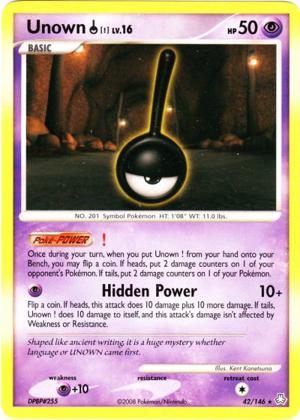 Unown ! [!] LV.16 HP 50
BASIC
NO. 201 Symbol Pokémon HT: 1'08" WT: 11.0 lbs.
Poké-POWER !
Once during your turn, when you put Unown ! from your hand onto your
Bench, you may flip a coin. If heads, put 2 damage counters on 1 of your
opponent's Pokémon. If tails, put 2 damage counters on 1 of your Pokémon.
Hidden Power 10+
Flip a coin. If heads, this attack does 10 damage plus 10 more damage. If tails,
Unown ! does 10 damage to itself, and this attack's damage isn't affected by
Weakness or Resistance.
Shaped like ancient writing, it is a huge mystery whether
language or UNOWN came first.
Illus. Kent Kanetsuna
weakness resistance retreat cost
+10
DPBP#255 ©2008 Pokémon/Nintendo. 42/146 ★